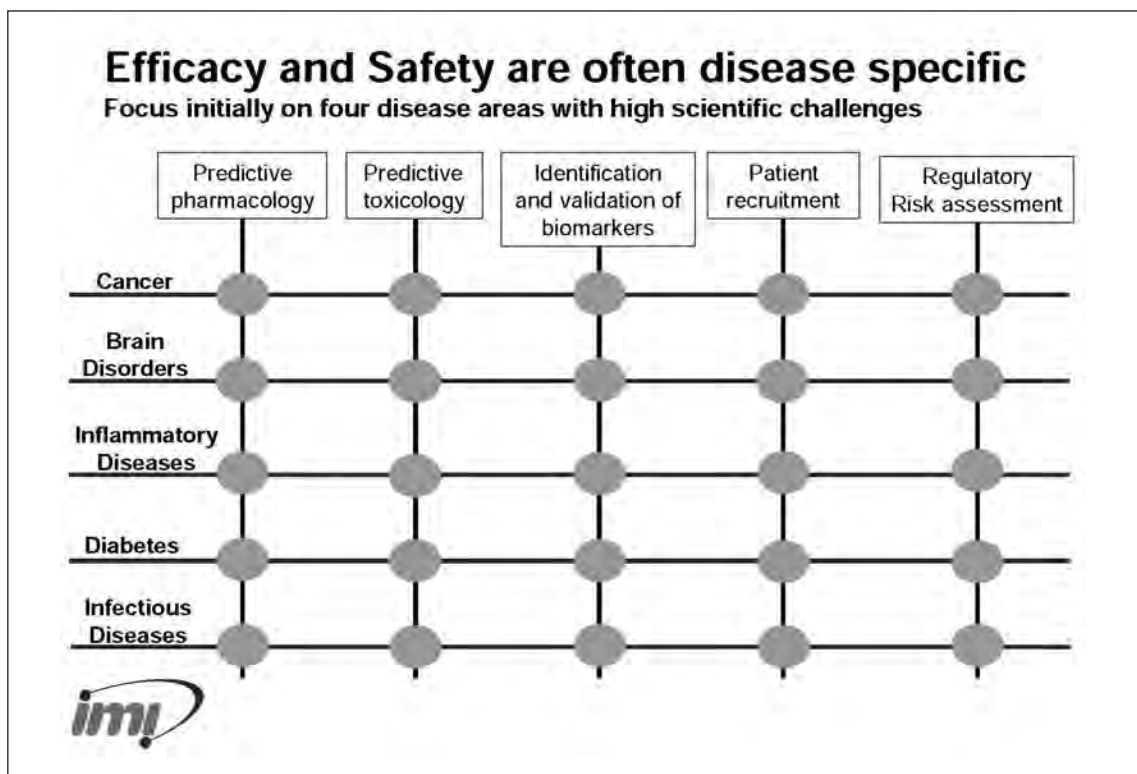 Efficacy and Safety are often disease specific
Focus initially on four disease areas with high scientific challenges
Predictive
pharmacology
Predictive
toxicology
Identification
and validation of
biomarkers
Patient
recruitment
Regulatory
Risk assessment
Cancer
Brain
Disorders
Inflammatory
Diseases
Diabetes
Infectious
Diseases
imi